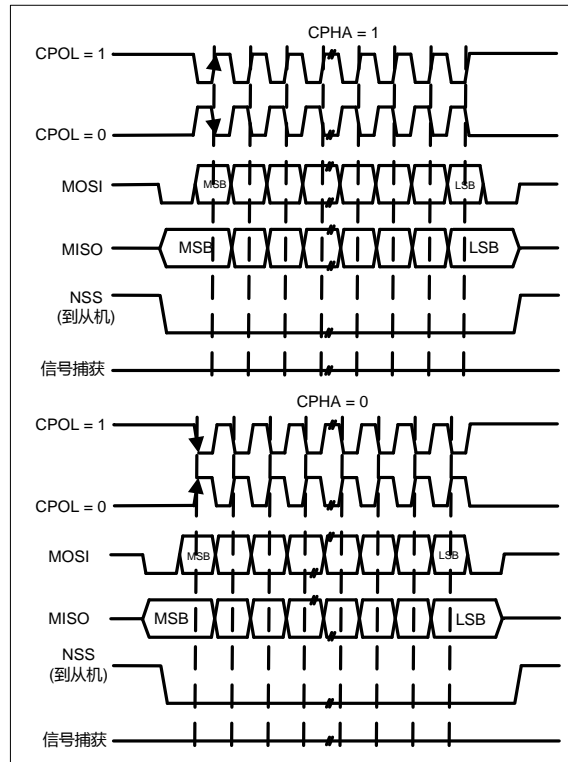 CPHA = 1
CPOL = 1
CPOL = 0
MOSI
MSB
LSB
MISO
MSB
LSB
NSS
(到从机)
信号捕获
CPHA = 0
CPOL = 1
CPOL = 0
MOSI
MSB
LSB
MISO
MSB
LSB
NSS
(到从机)
信号捕获